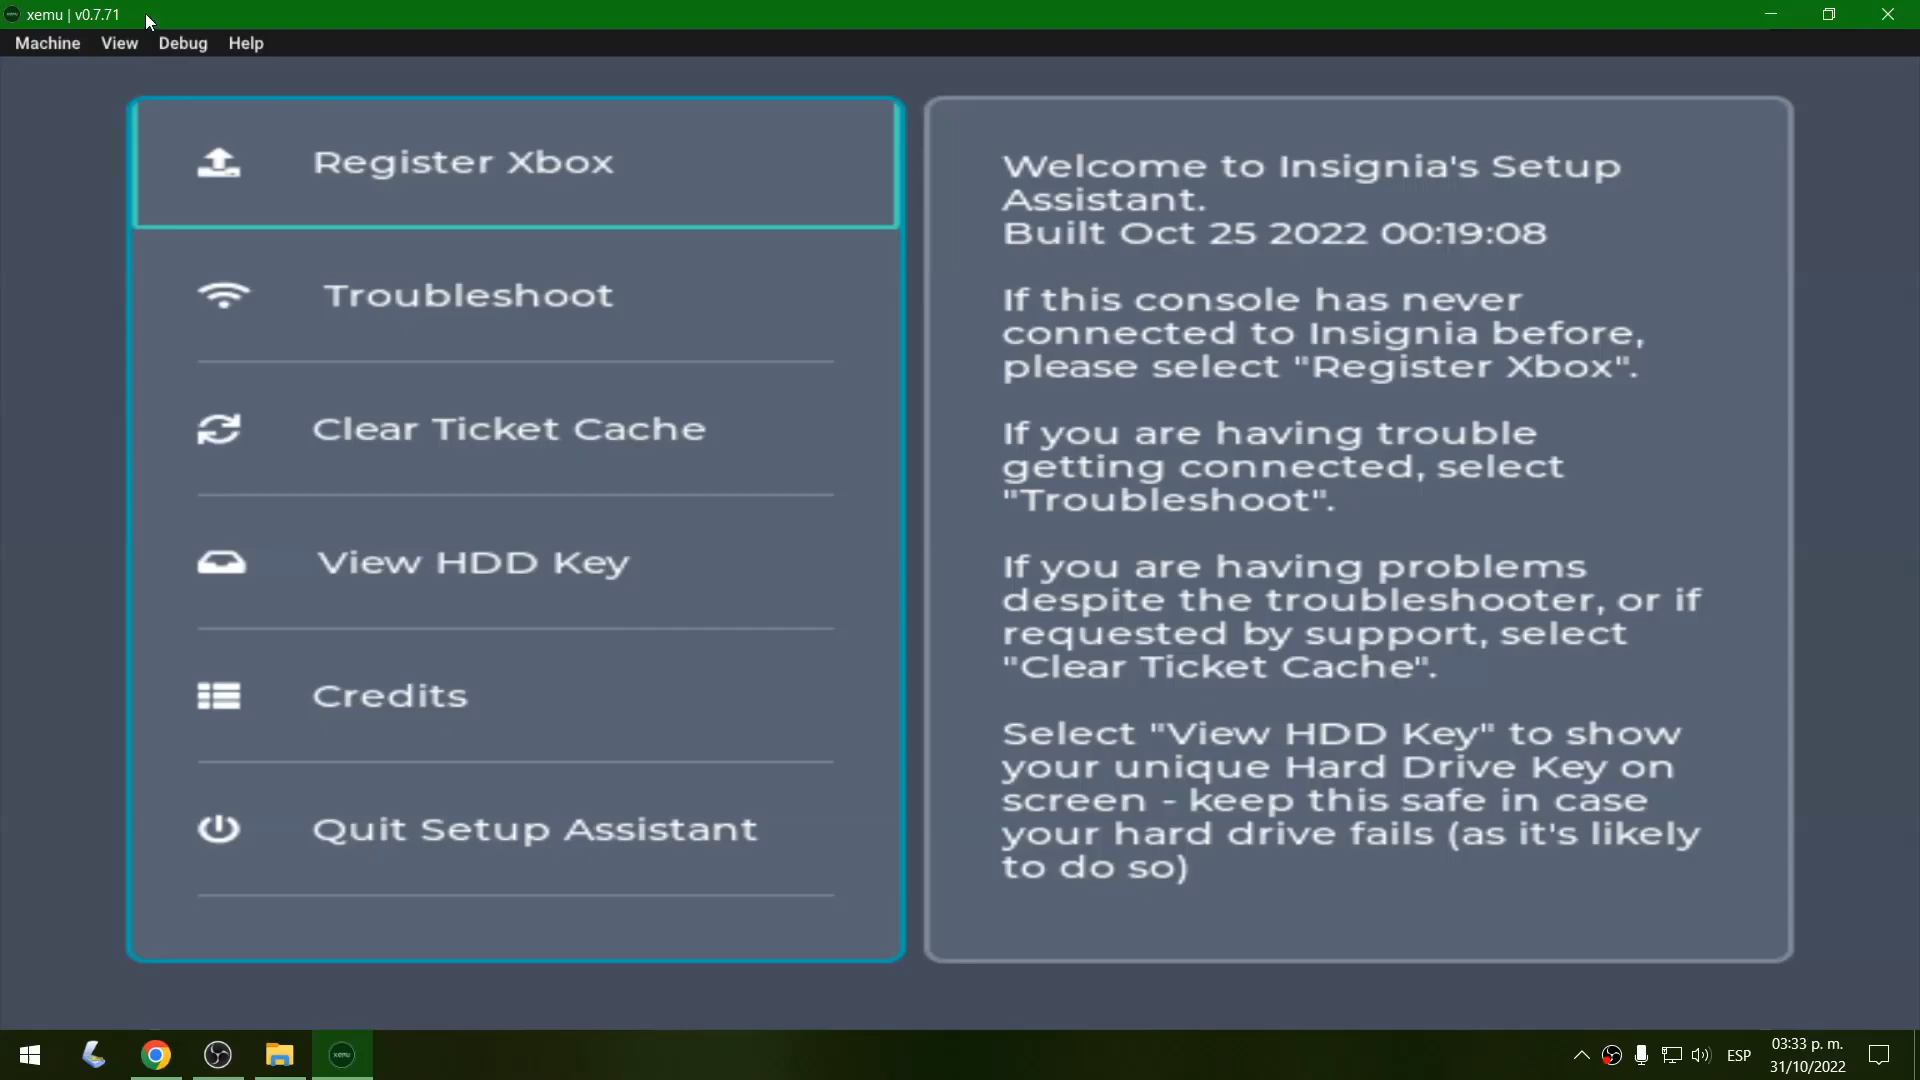 xemu | v0.7.71
Machine View Debug Help
Register Xbox
Troubleshoot
Clear Ticket Cache
View HDD Key
Credits
Quit Setup Assistant
Welcome to Insignia's Setup
Assistant.
Built Oct 25 2022 00:19:08
If this console has never
connected to Insignia before,
please select "Register Xbox".
If you are having trouble
getting connected, select
"Troubleshoot".
If you are having problems
despite the troubleshooter, or if
requested by support, select
"Clear Ticket Cache".
Select "View HDD Key" to show
your unique Hard Drive Key on
screen - keep this safe in case
your hard drive fails (as it's likely
to do so)
xemu
ESP
03:33 p. m.
31/10/2022